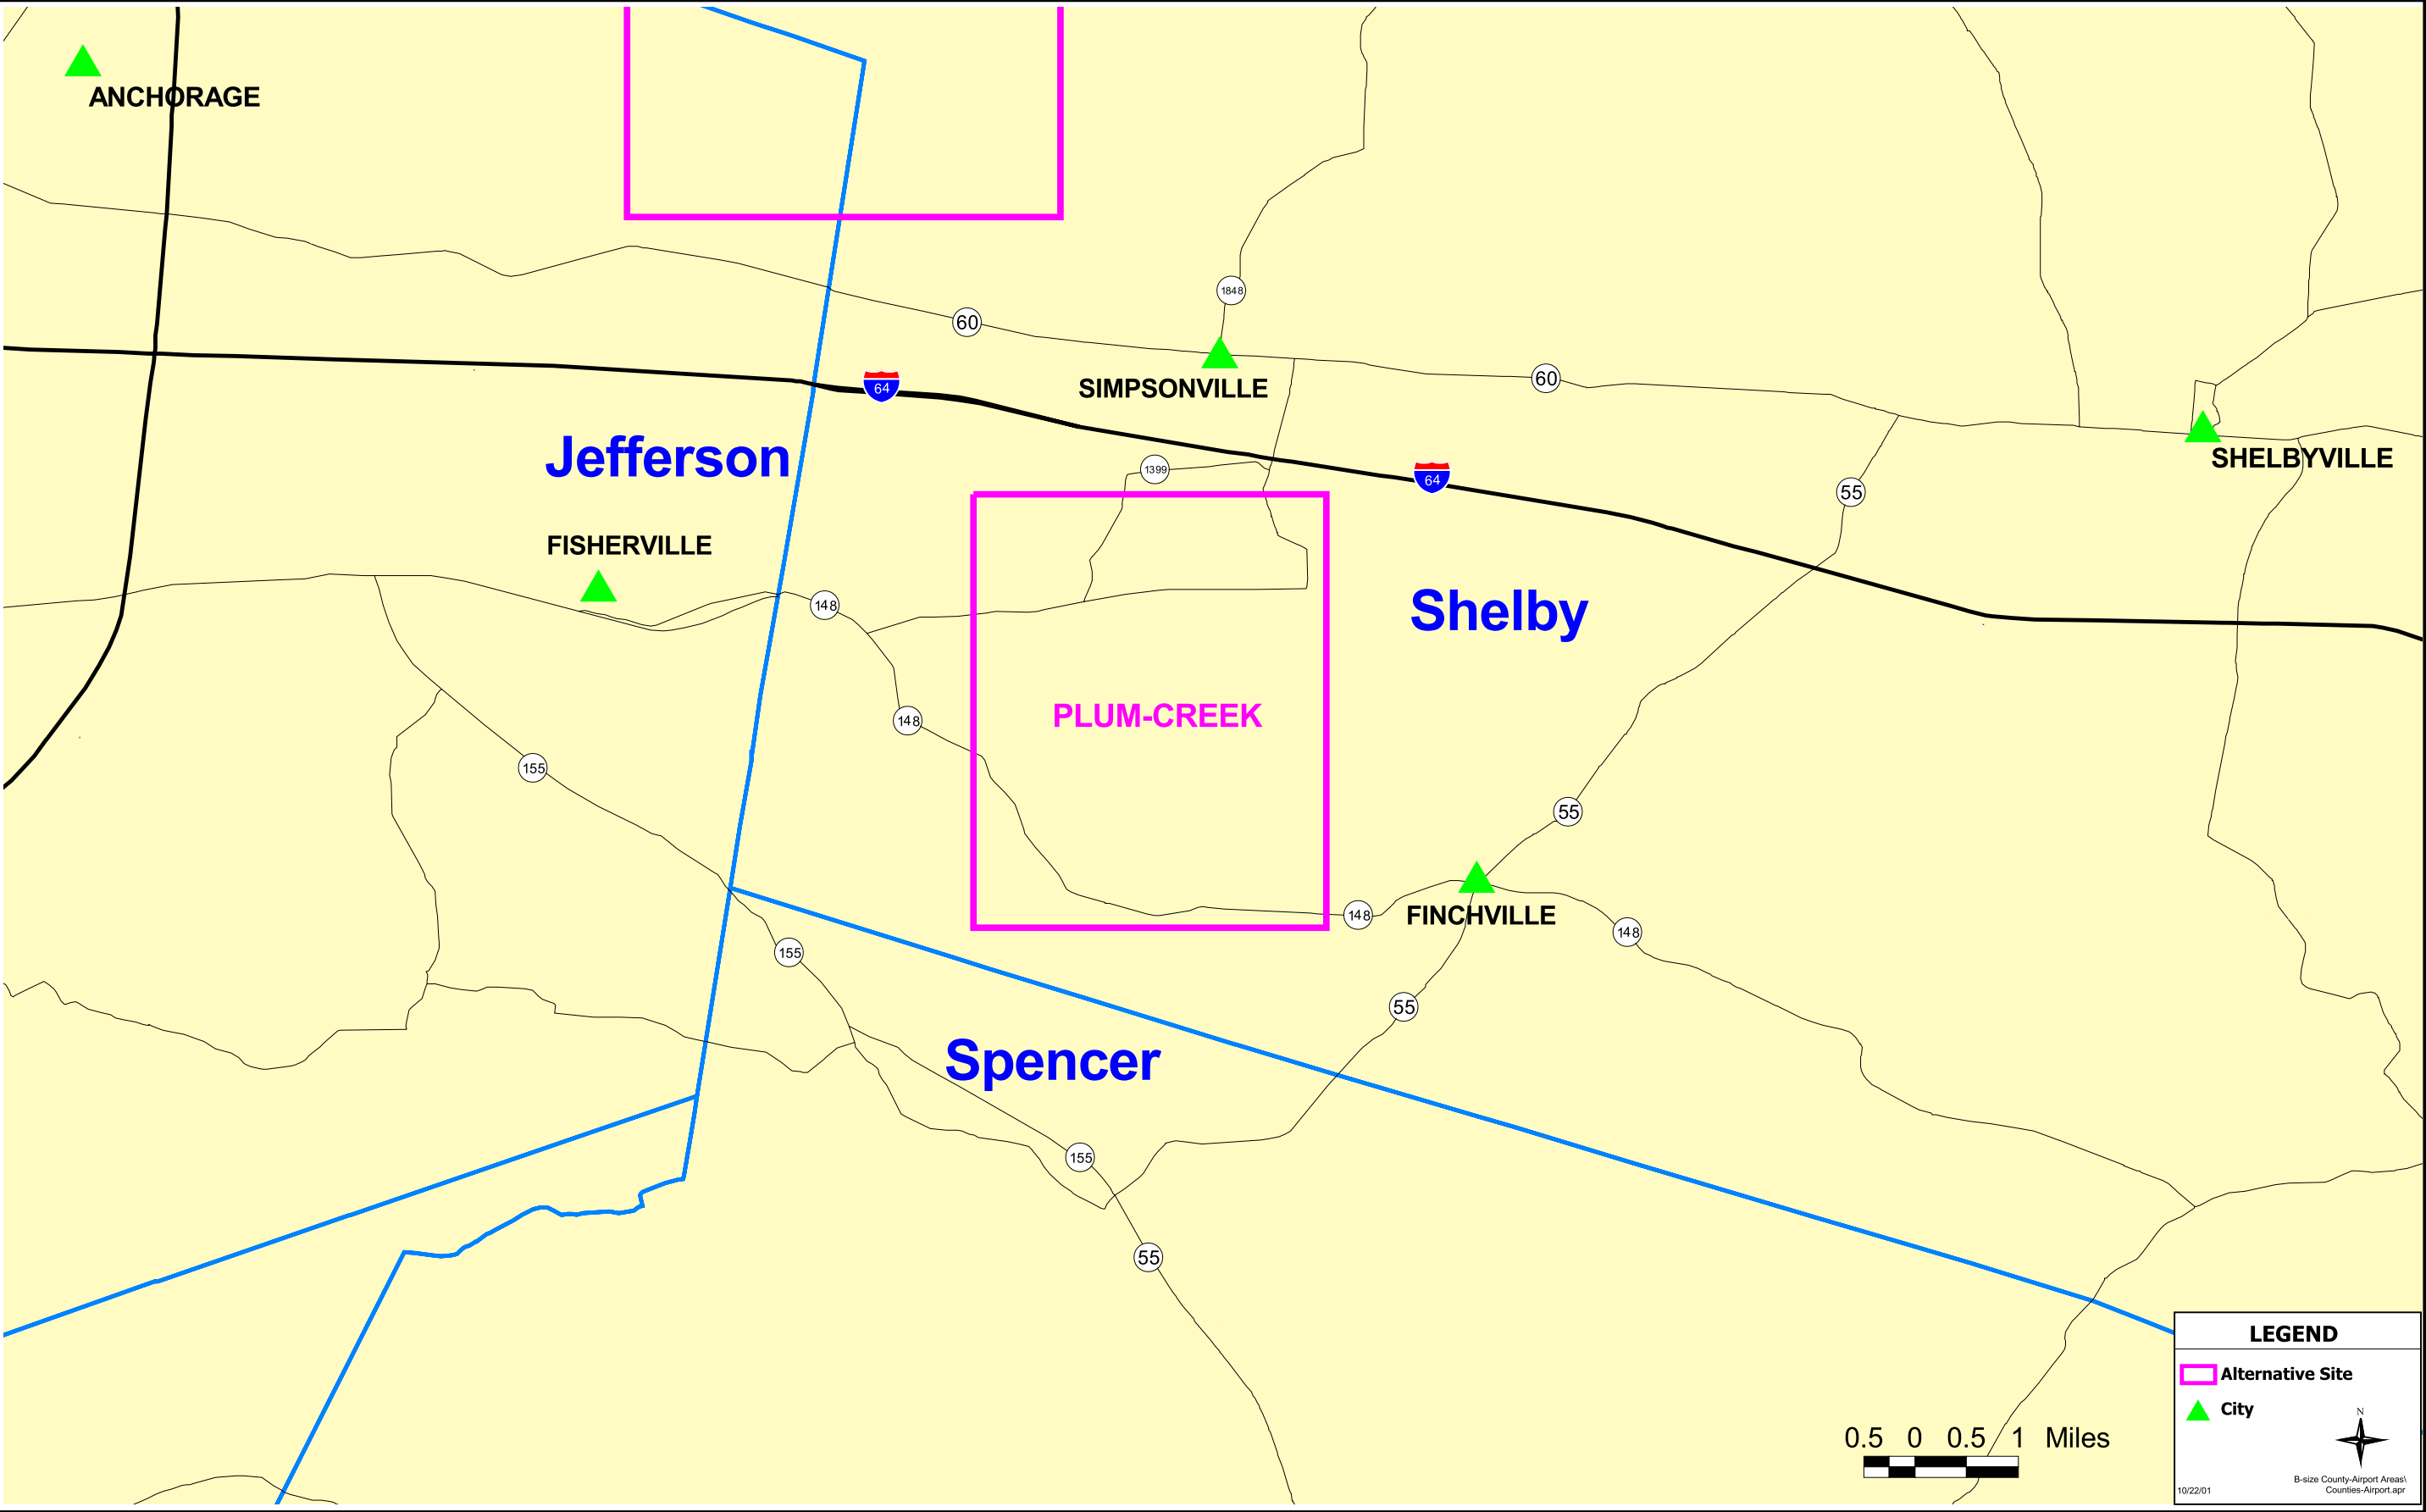 ANCHORAGE
1848
60
SIMPSONVILLE
60
64
Jefferson
1399
64
SHELBYVILLE
55
FISHERVILLE
148
Shelby
148
PLUM-CREEK
155
55
148
FINCHVILLE
148
155
55
Spencer
155
55
LEGEND
Alternative Site
City
N
0.5 0 0.5 1 Miles
B-size County-Airport Areas\
10/22/01 Counties-Airport.apr